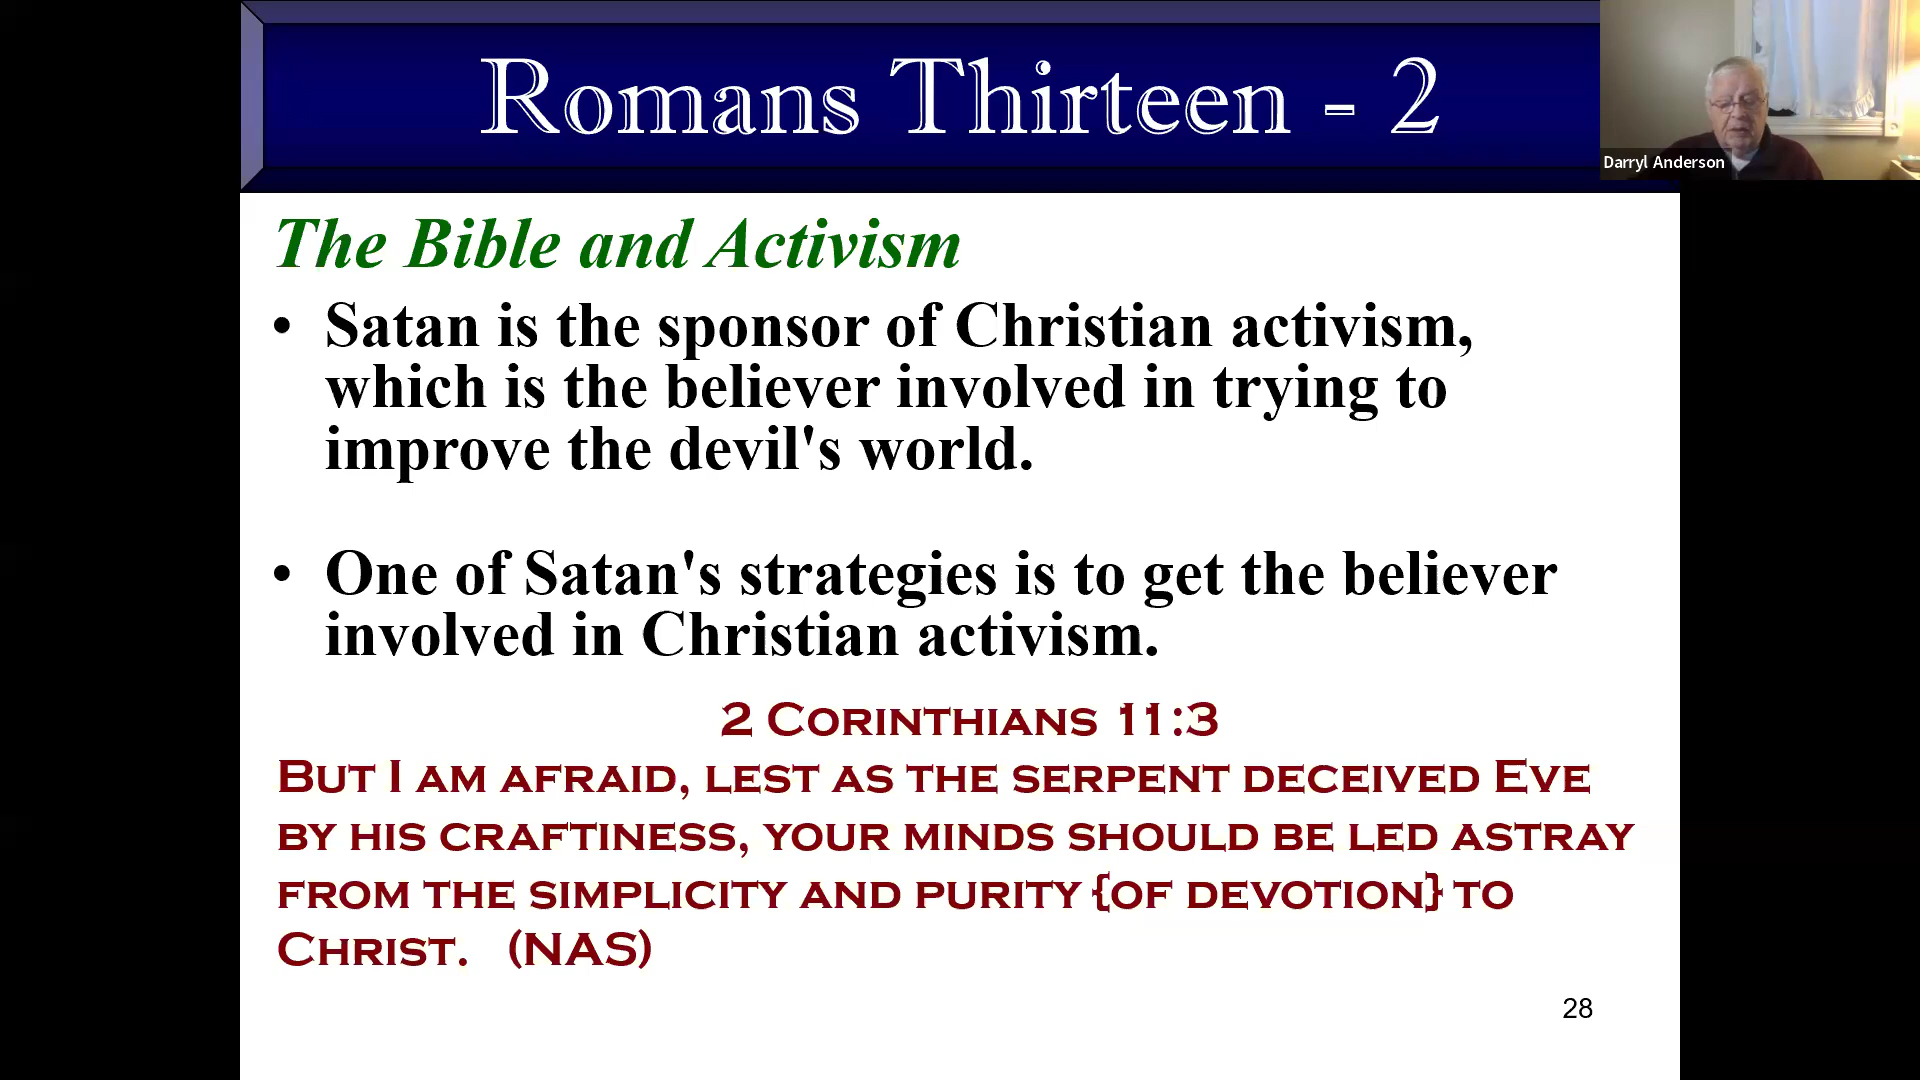 Romans Thirteen - 2
Darryl Anderson
The Bible and Activism
• Satan is the sponsor of Christian activism,
which is the believer involved in trying to
improve the devil's world.
• One of Satan's strategies is to get the believer
involved in Christian activism.
2 Corinthians 11:3
But I am afraid, lest as the serpent deceived Eve
by his craftiness, your minds should be led astray
from the simplicity and purity {of devotion} to
Christ. (NAS)
28